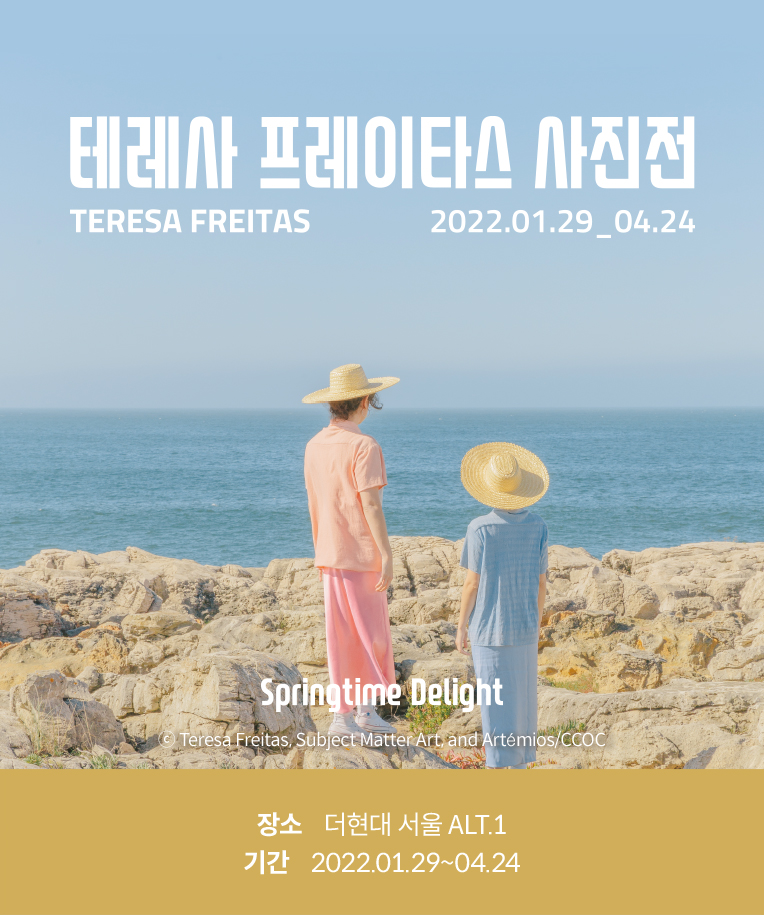 테레사 프레이타스 사진전
TERESA FREITAS 2022.01.29_04.24
Springtime Delight
ⓒ Teresa Freitas, Subject Matter Art, and Artémios/CCOC
장소 더현대 서울 ALT.1
기간 2022.01.29~04.24